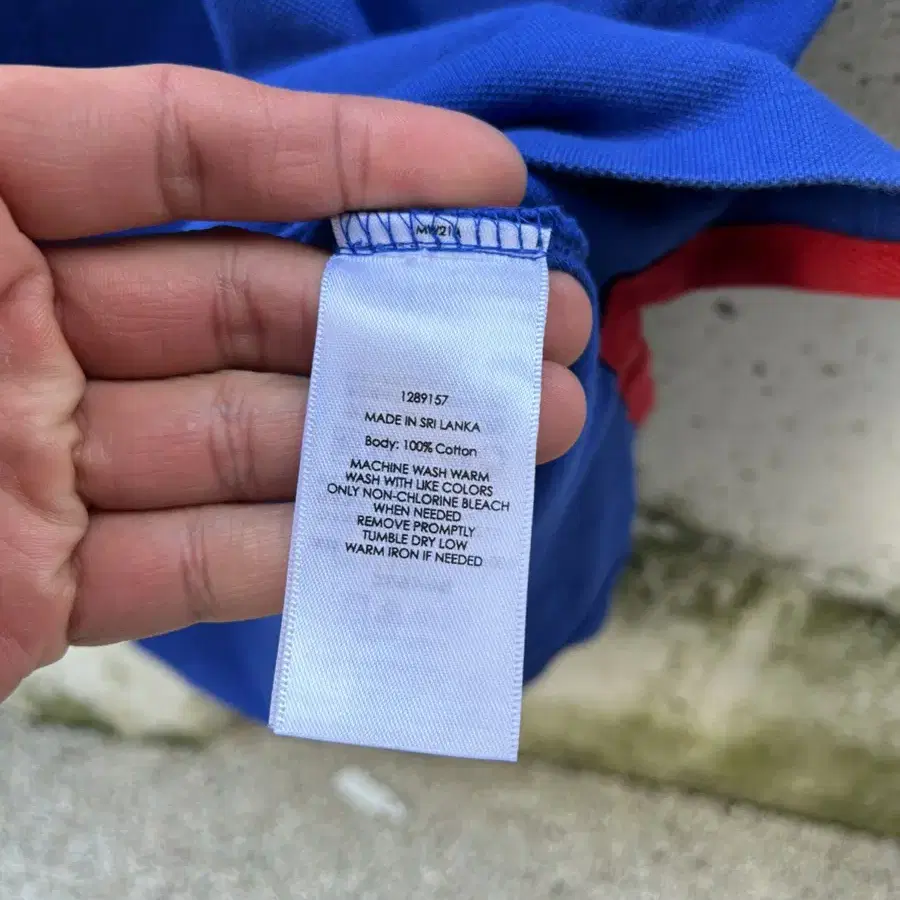 1289157
MADE IN SRI LANKA
Body: 100% Cotton
MACHINE WASH WARM
WASH WITH LIKE COLORS
ONLY NON-CHLORINE BLEACH
WHEN NEEDED
REMOVE PROMPTLY
TUMBLE DRY LOW
WARM IRON IF NEEDED